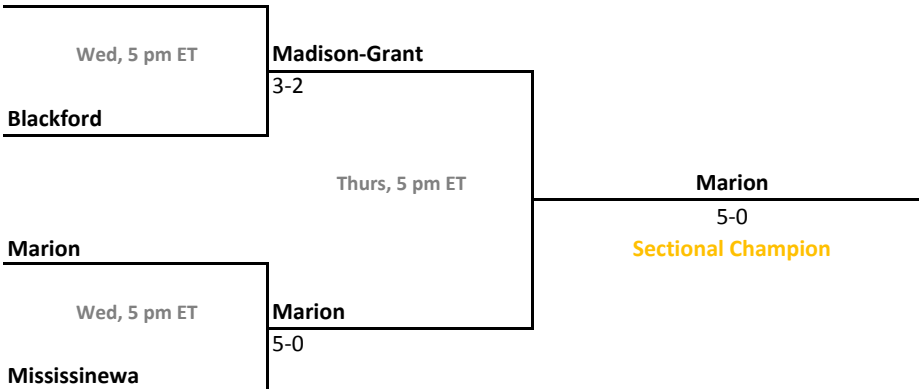 Wed, 5 pm ET
Madison-Grant
3-2
Blackford
Thurs, 5 pm ET
Marion
5-0
Sectional Champion
Marion
Wed, 5 pm ET
Marion
5-0
Mississinewa